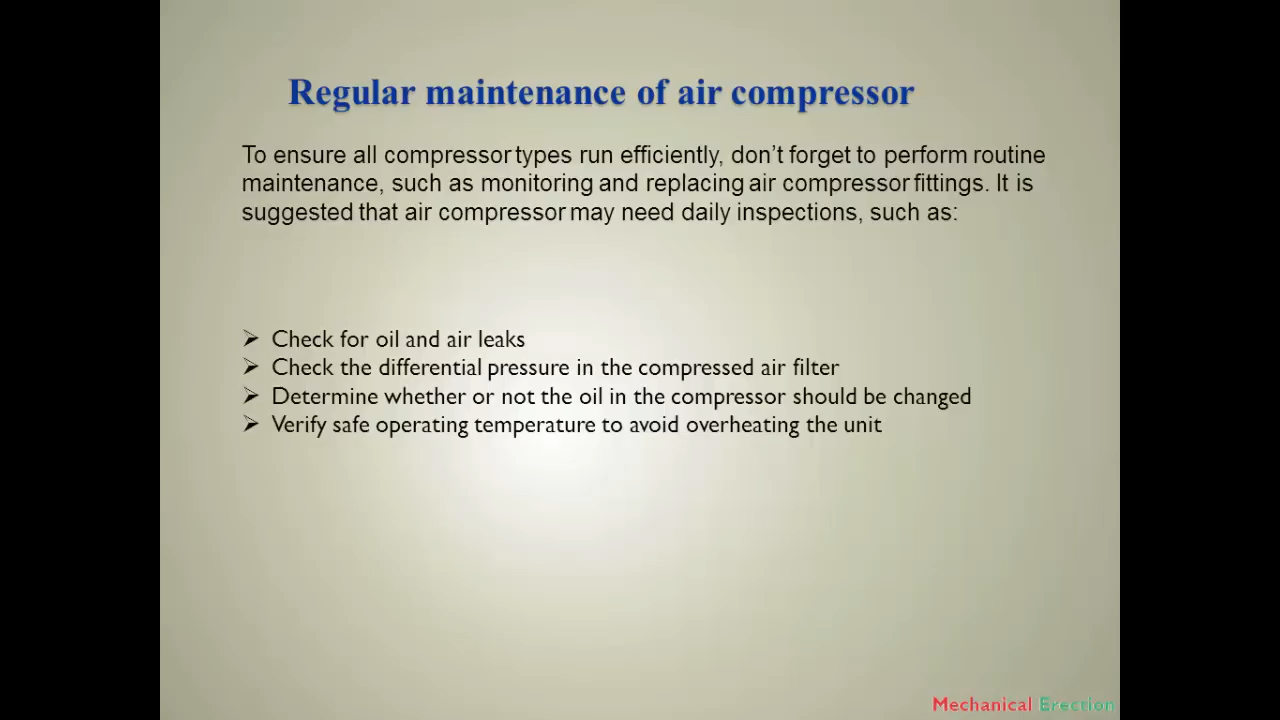 Regular maintenance of air compressor
To ensure all compressor types run efficiently, don’t forget to perform routine
maintenance, such as monitoring and replacing air compressor fittings. It is
suggested that air compressor may need daily inspections, such as:
➢ Check for oil and air leaks
➢ Check the differential pressure in the compressed air filter
➢ Determine whether or not the oil in the compressor should be changed
➢ Verify safe operating temperature to avoid overheating the unit
Mechanical Erection